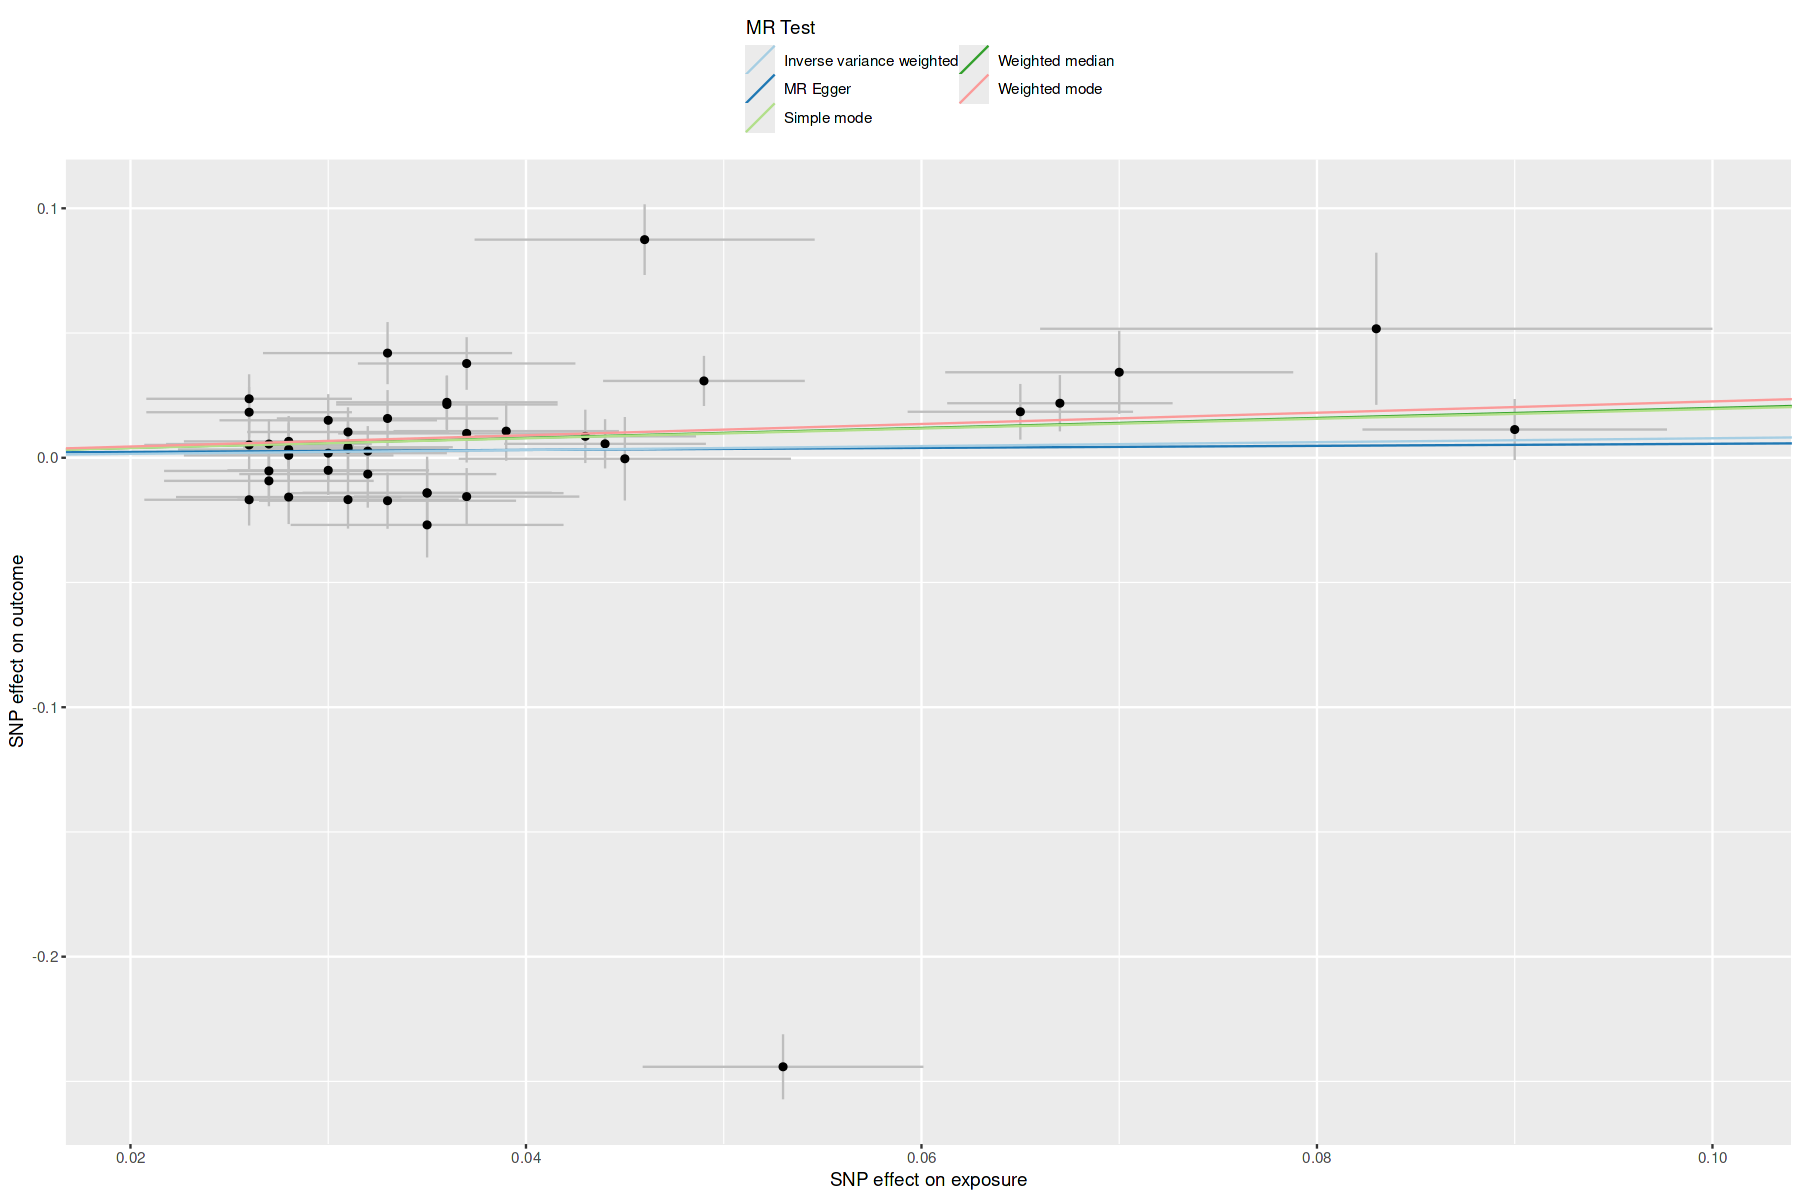 MR Test
Inverse variance weighted
Weighted median
MR Egger
Weighted mode
Simple mode
0.1
0.0
-0.1
-0.2
SNP effect on outcome
0.02
0.04
0.06
0.08
0.10
SNP effect on exposure